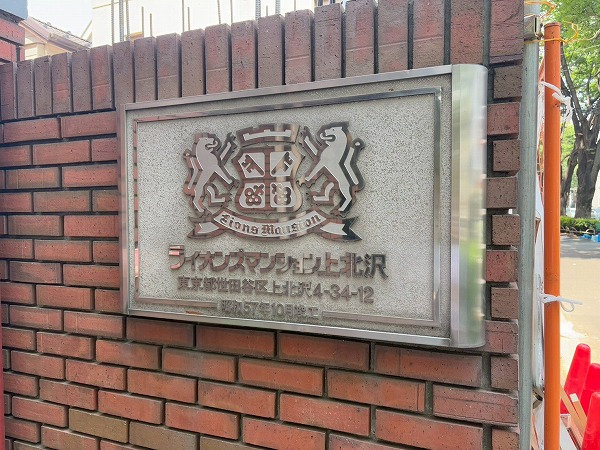 Lions Mansion
ライオンズマンション上北沢
東京都世田谷区上北沢4-34-12
昭和57年10月竣工